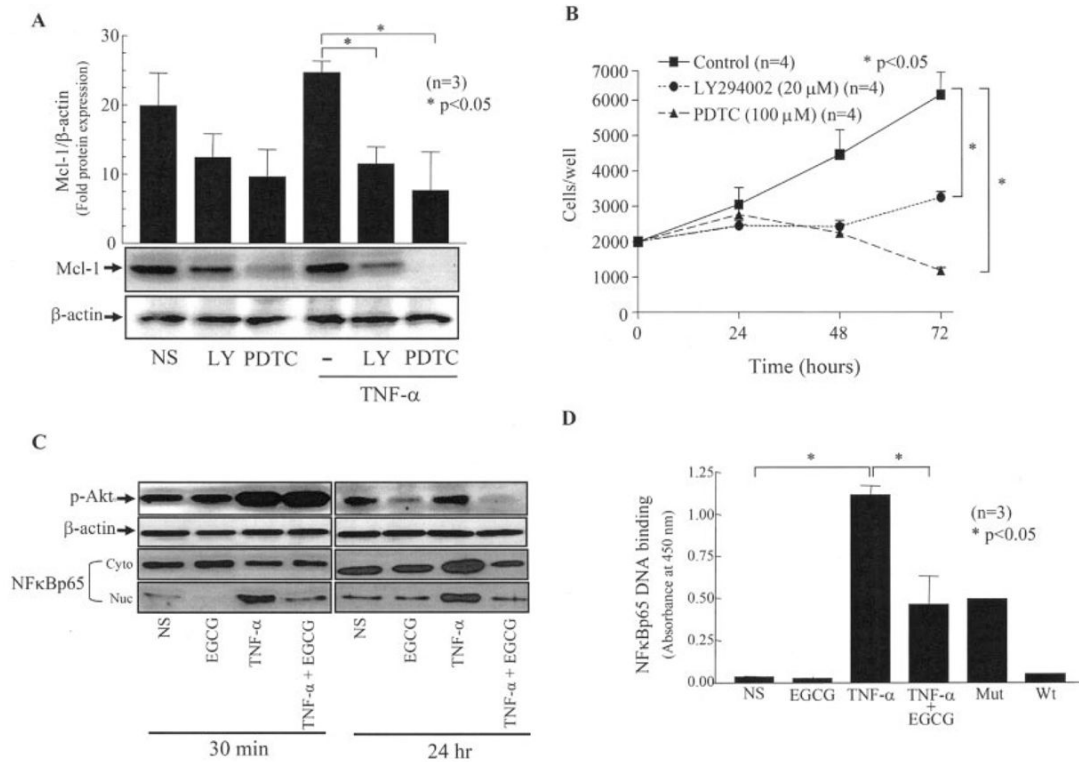 A
Mcl-1/β-actin
(Fold protein expression)
30
20
10
0
*
*
(n=3)
* p<0.05
Mcl-1
β-actin
NS LY PDTC – LY PDTC
TNF-α
B
Control (n=4)
LY294002 (20 μM) (n=4)
PDTC (100 μM) (n=4)
* p<0.05
Cells/well
7000
6000
5000
4000
3000
2000
1000
0
*
*
0 24 48 72
Time (hours)
C
p-Akt
β-actin
NFκBp65
Cyto
Nuc
NS
EGCG
TNF-α
TNF-α + EGCG
NS
EGCG
TNF-α
TNF-α + EGCG
30 min
24 hr
D
NFκBp65 DNA binding
(Absorbance at 450 nm)
1.25
1.00
0.75
0.50
0.25
0.00
* *
(n=3)
* p<0.05
NS EGCG TNF-α TNF-α Mut Wt
+
EGCG